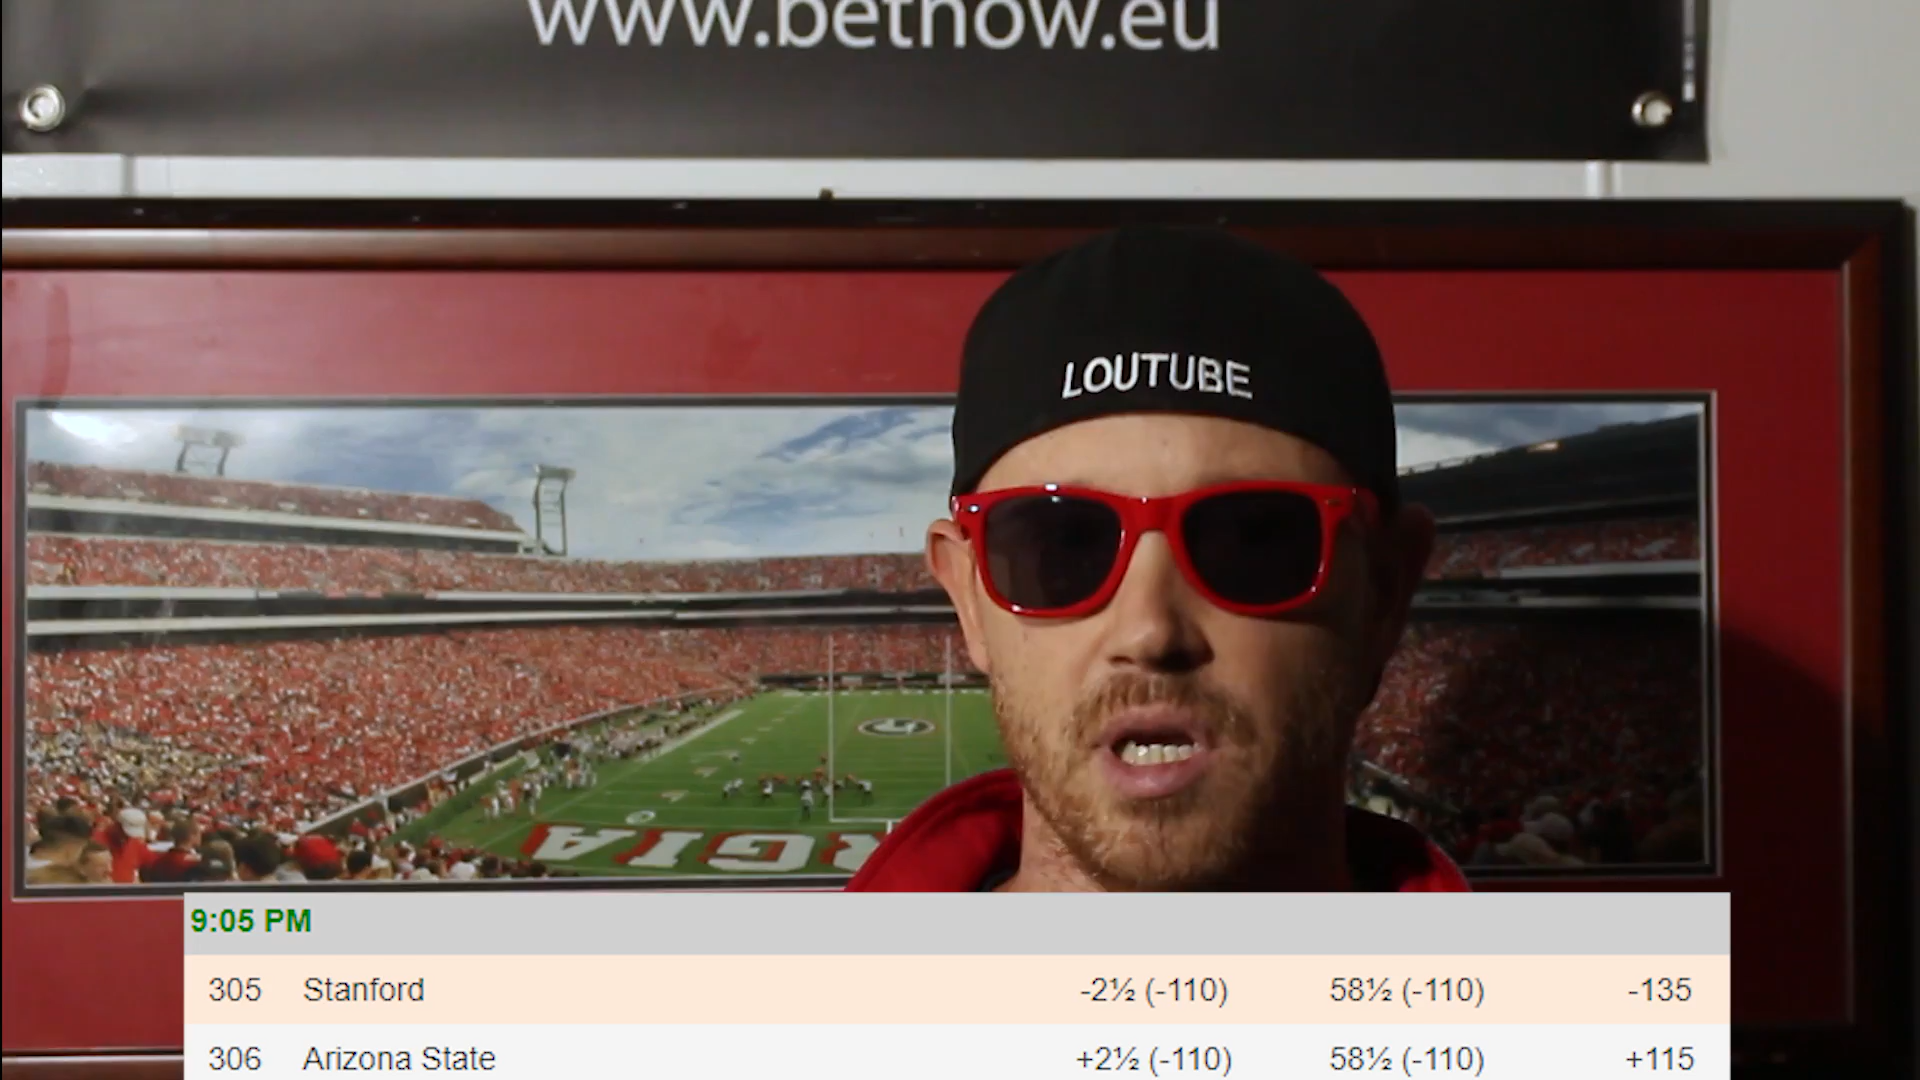 www.betnow.eu
LOUTUBE
9:05 PM
305 Stanford -2½ (-110) 58½ (-110) -135
306 Arizona State +2½ (-110) 58½ (-110) +115